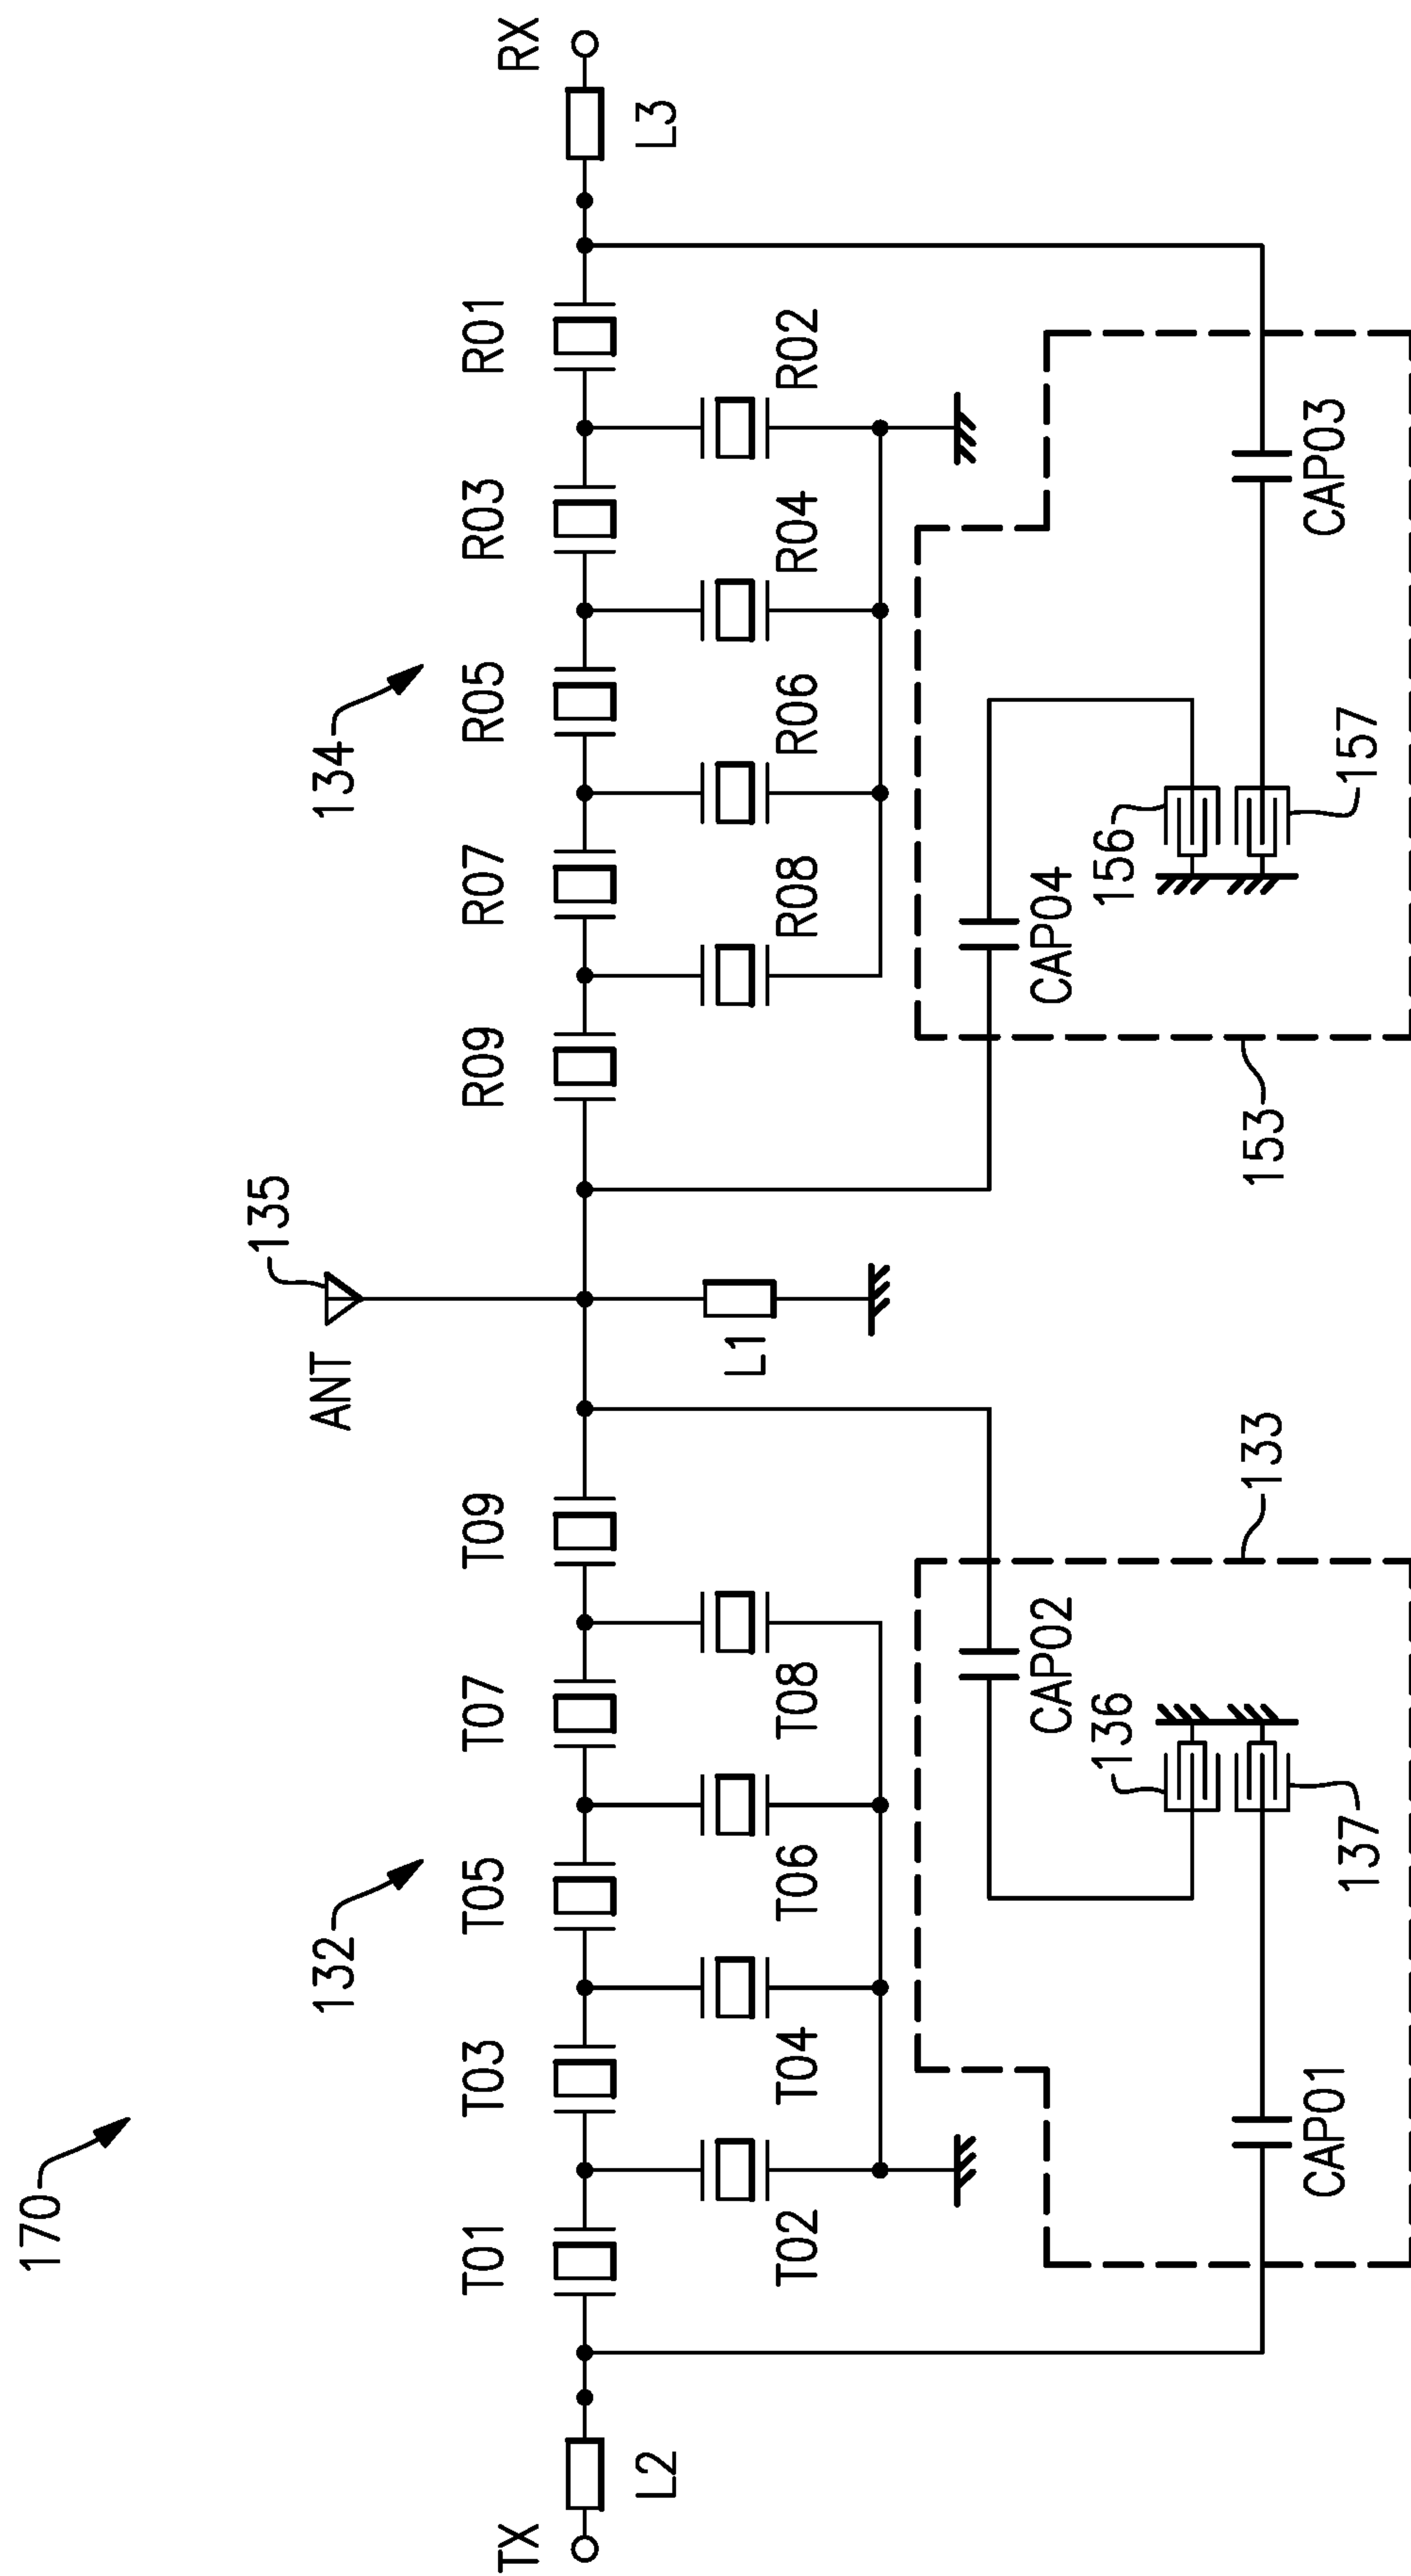 170
ANT
135
132
134
TX
L2
T01
T03
T05
T07
T09
R09
R07
R05
R03
R01
L3
RX
T02
T04
T06
T08
L1
R08
R06
R04
R02
CAP02
CAP04
136
156
133
153
CAP01
137
157
CAP03